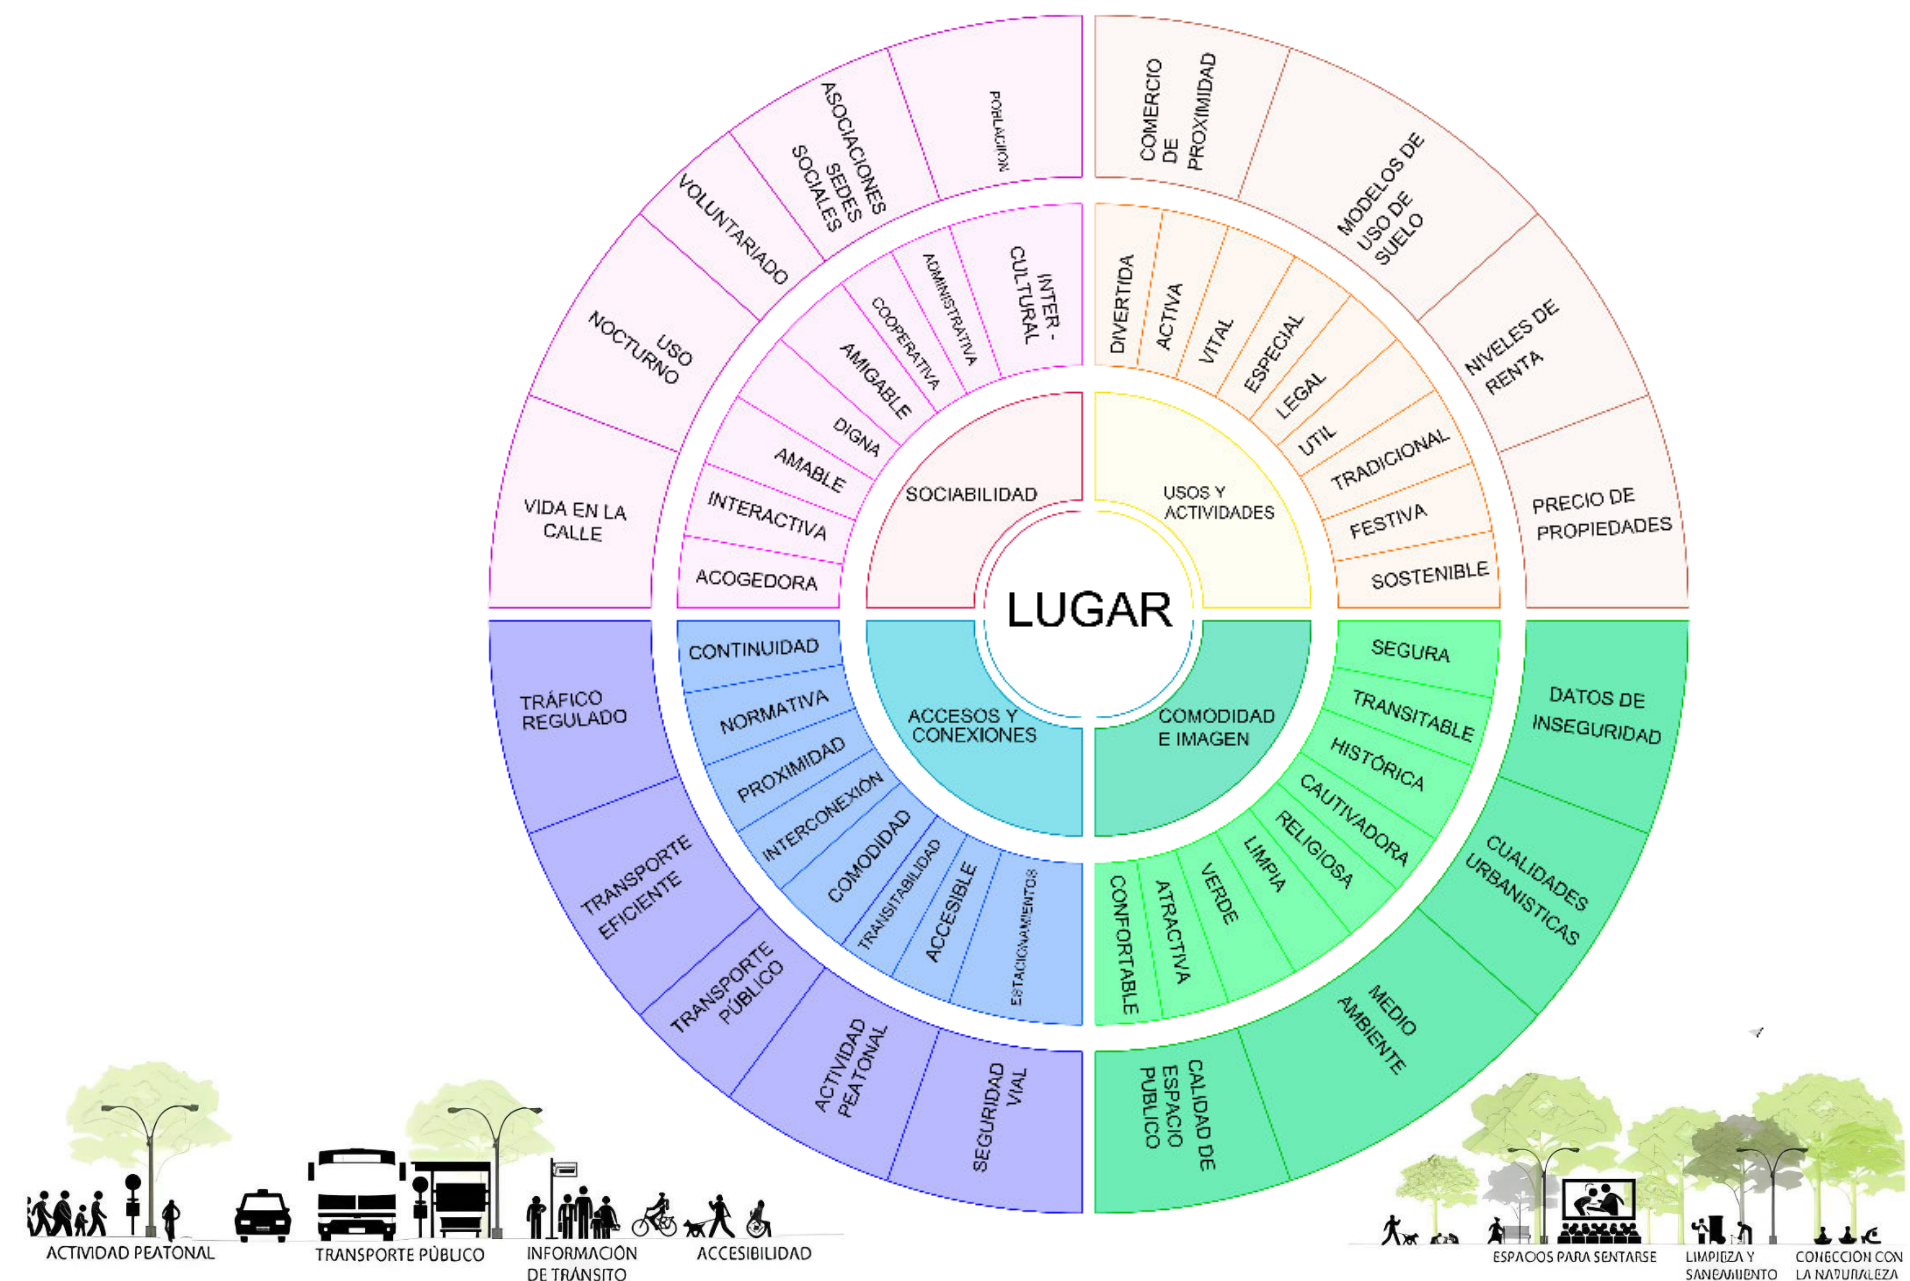 LUGAR
SOCIABILIDAD
USOS Y
ACTIVIDADES
ACCESOS Y
CONEXIONES
COMODIDAD
E IMAGEN
ACOGEDORA
INTERACTIVA
AMABLE
DIGNA
AMIGABLE
COOPERATIVA
ADMINISTRATIVA
INTER -
CULTURAL
DIVERTIDA
ACTIVA
VITAL
ESPECIAL
LEGAL
UTIL
TRADICIONAL
FESTIVA
SOSTENIBLE
SEGURA
TRANSITABLE
HISTÓRICA
CAUTIVADORA
RELIGIOSA
LIMPIA
VERDE
ATRACTIVA
CONFORTABLE
ESTACIONAMIENTOS
ACCESIBLE
TRANSITABILIDAD
COMODIDAD
INTERCONEXIÓN
PROXIMIDAD
NORMATIVA
CONTINUIDAD
VIDA EN LA
CALLE
USO
NOCTURNO
VOLUNTARIADO
ASOCIACIONES
SEDES
SOCIALES
POBLACIION
COMERCIO
DE
PROXIMIDAD
MODELOS DE
USO DE
SUELO
NIVELES DE
RENTA
PRECIO DE
PROPIEDADES
DATOS DE
INSEGURIDAD
CUALIDADES
URBANISTICAS
MEDIO
AMBIENTE
CALIDAD DE
ESPACIO
PUBLICO
SEGURIDAD
VIAL
ACTIVIDAD
PEATONAL
TRANSPORTE
PÚBLICO
TRANSPORTE
EFICIENTE
TRÁFICO
REGULADO
ACTIVIDAD PEATONAL
TRANSPORTE PÚBLICO
INFORMACIÓN
DE TRÁNSITO
ACCESIBILIDAD
ESPACIOS PARA SENTARSE
LIMPIEZA Y
SANEAMIENTO
CONECCIÓN CON
LA NATURALEZA